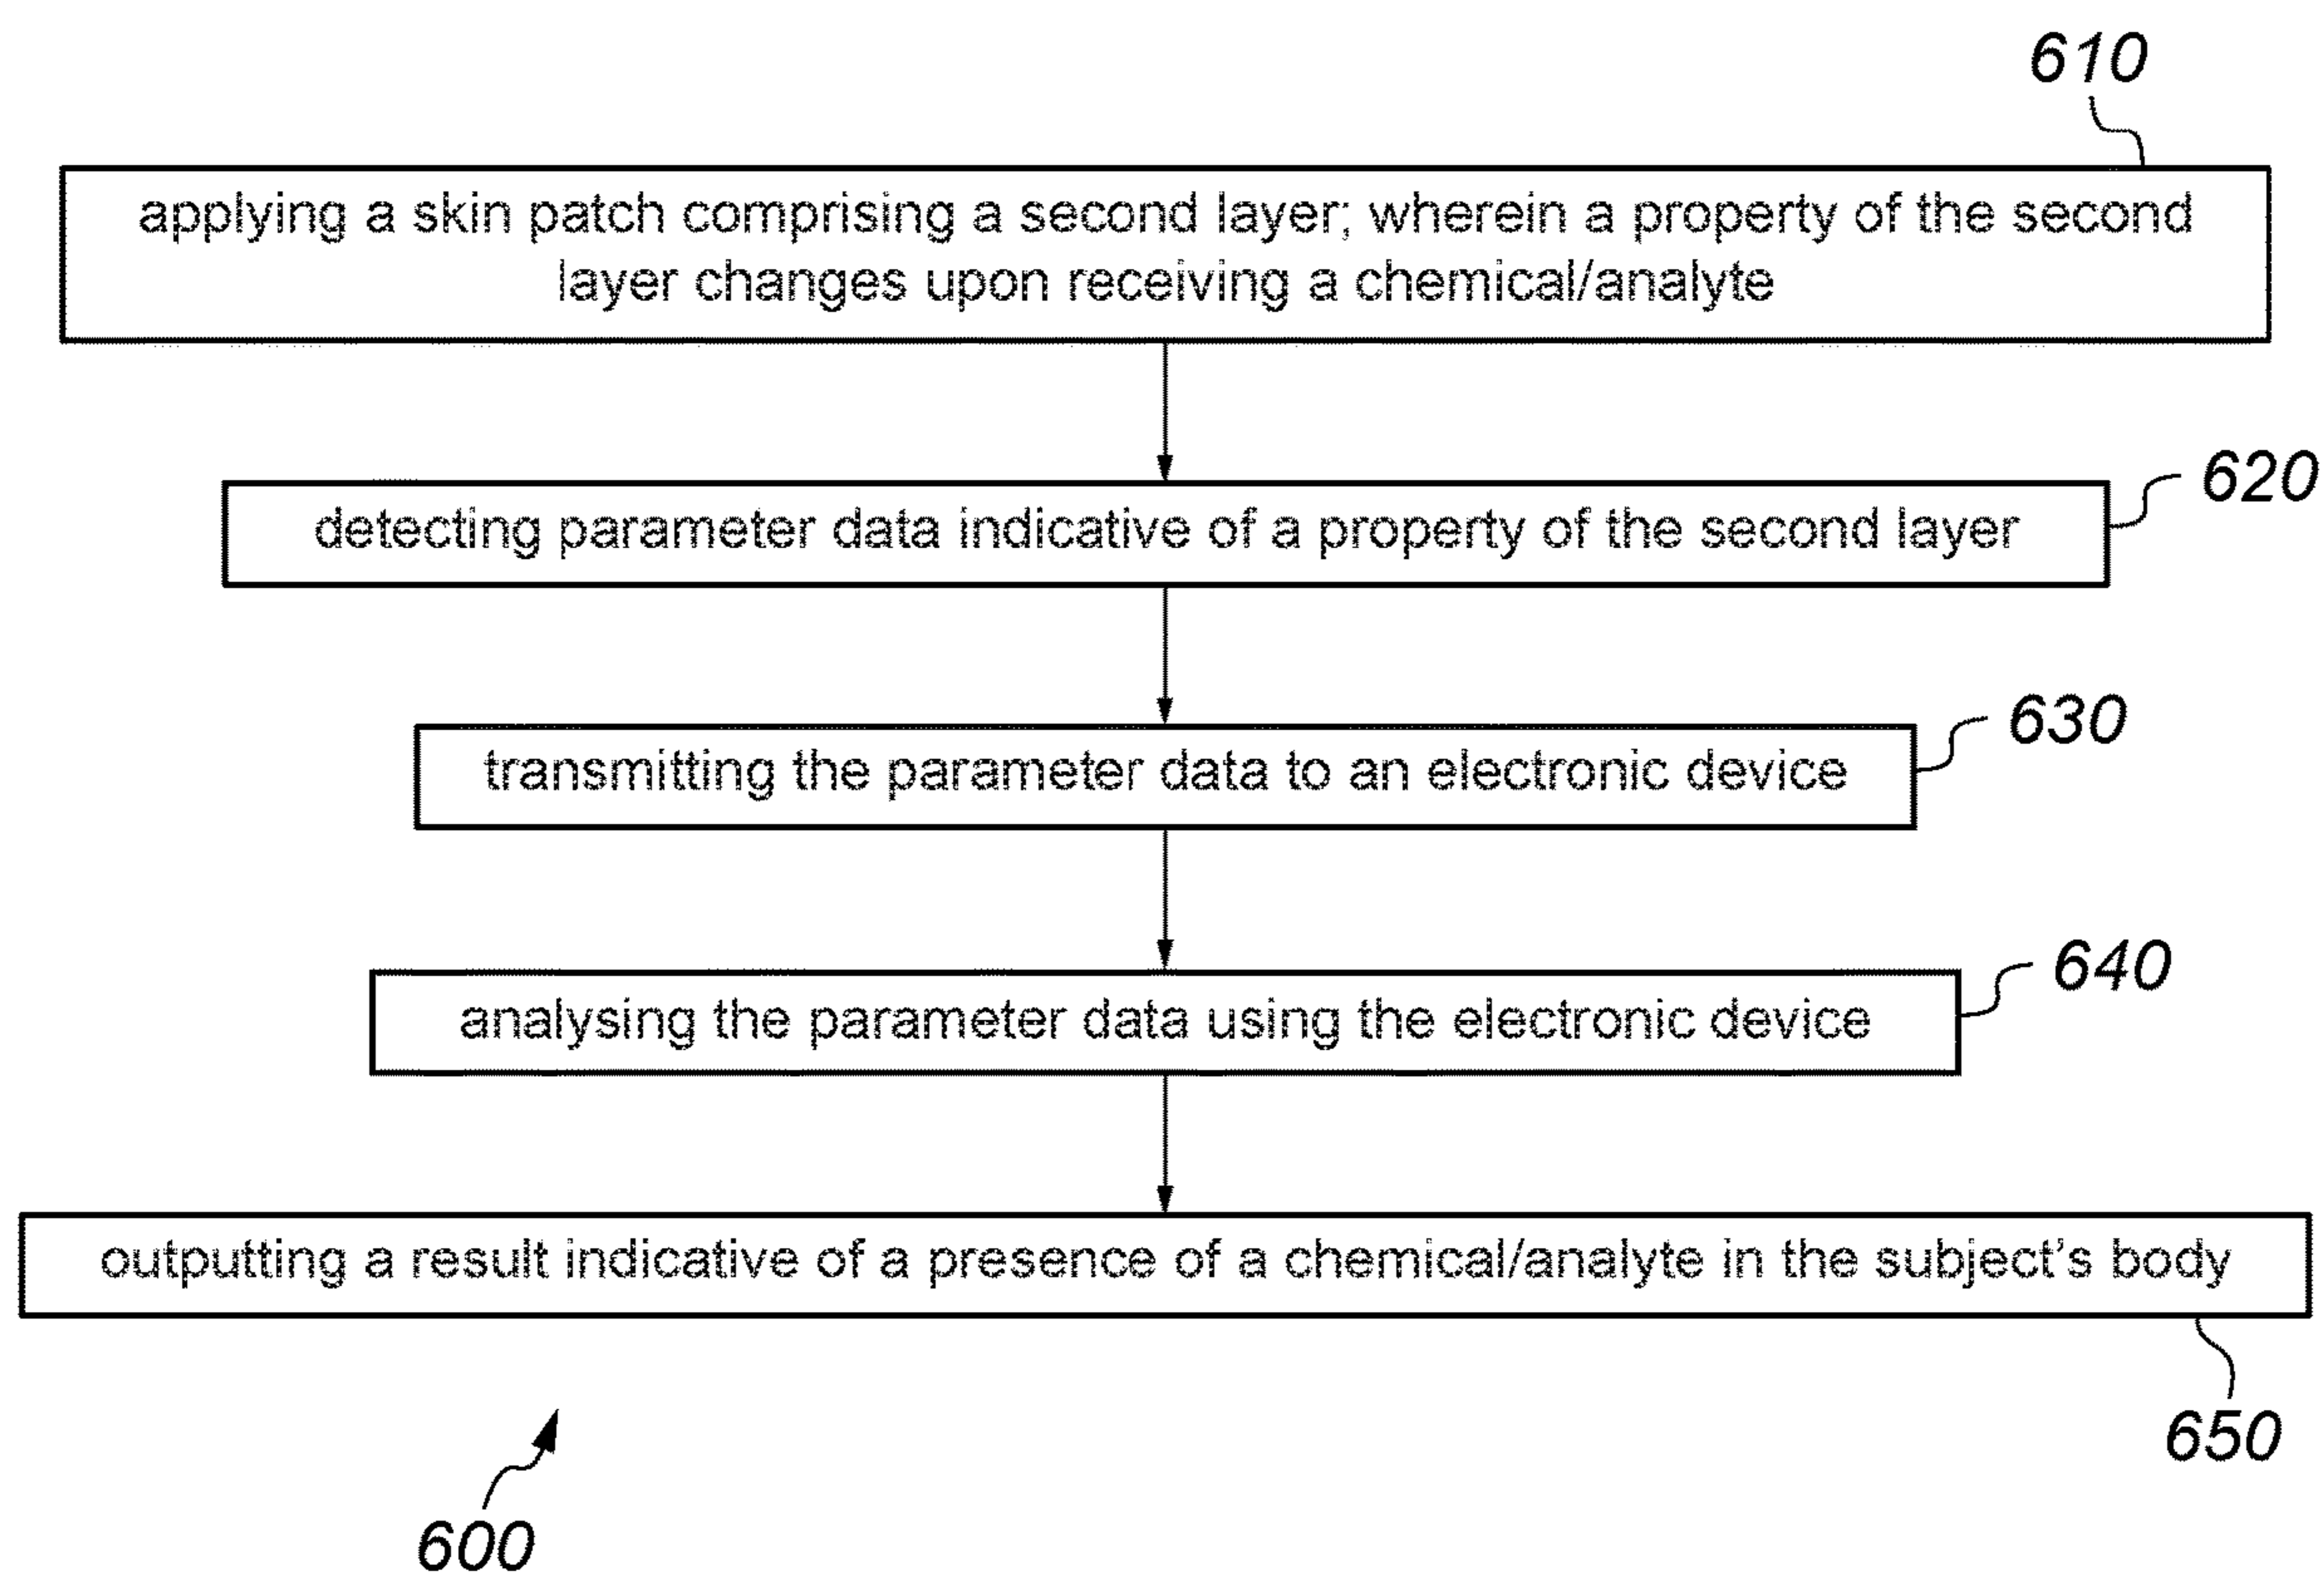 610
applying a skin patch comprising a second layer; wherein a property of the second
layer changes upon receiving a chemical/analyte
620
detecting parameter data indicative of a property of the second layer
630
transmitting the parameter data to an electronic device
640
analysing the parameter data using the electronic device
outputting a result indicative of a presence of a chemical/analyte in the subject's body
650
600